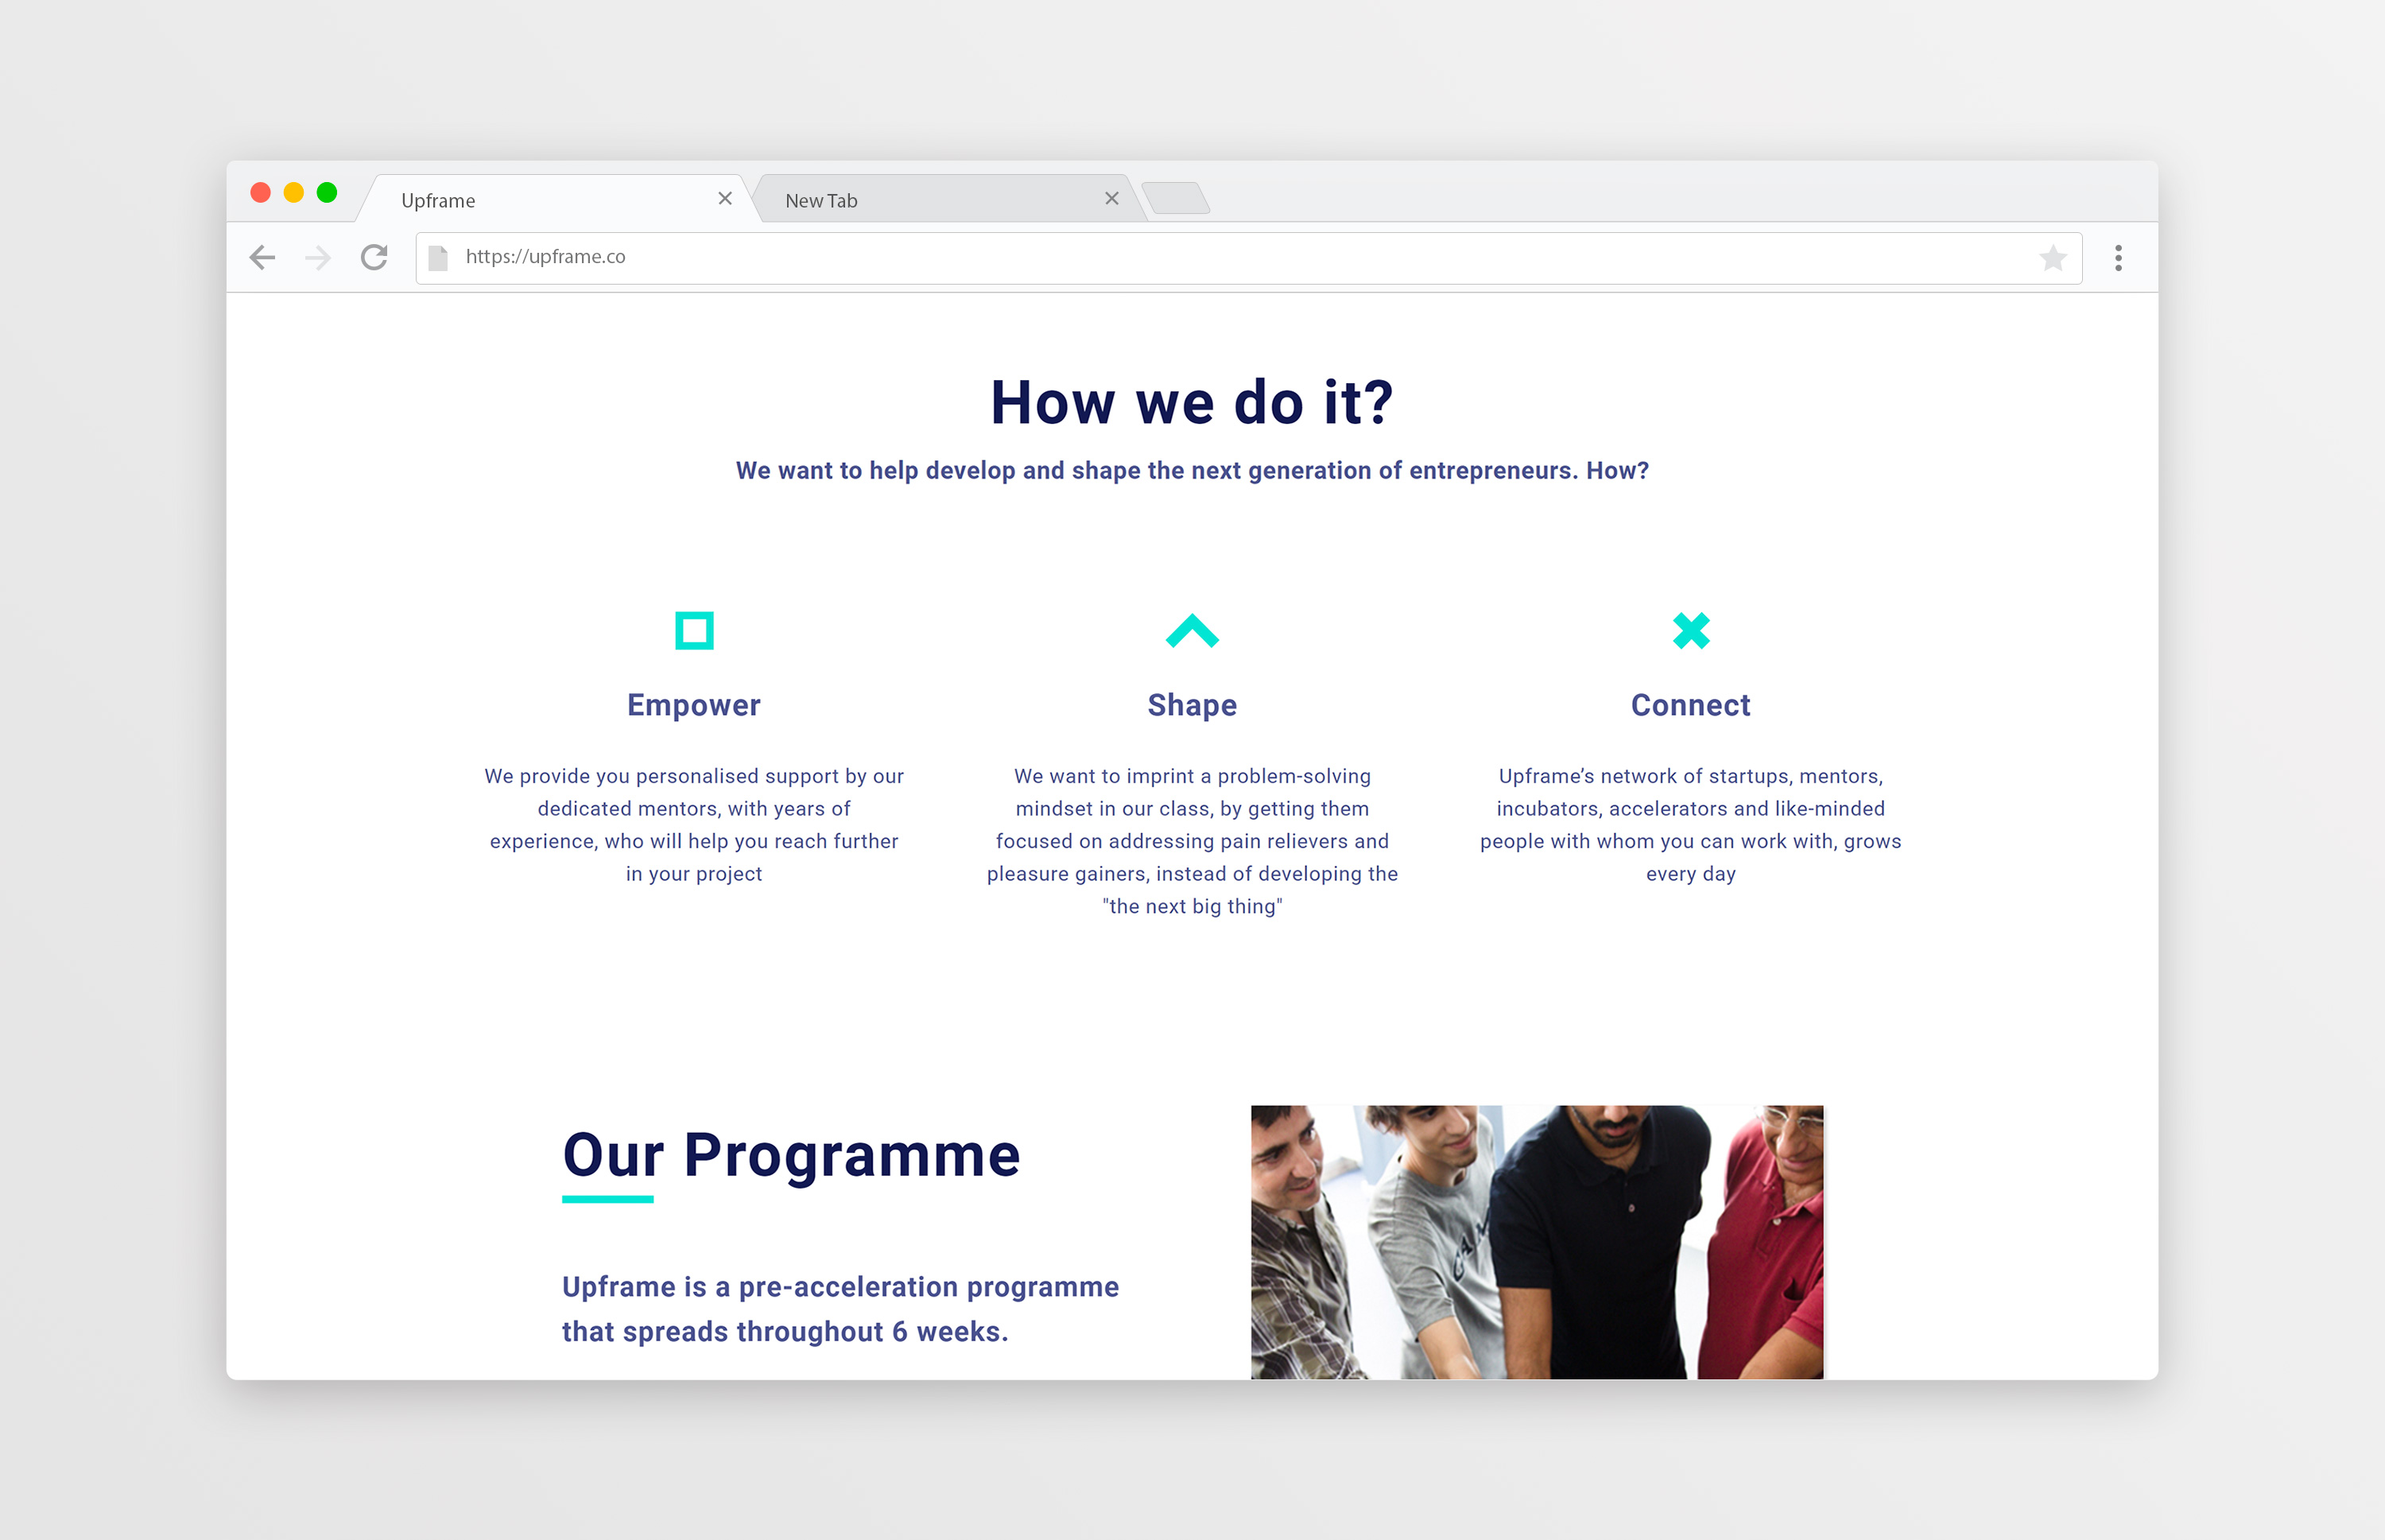 Upframe
New Tab
https://upframe.co
How we do it?
We want to help develop and shape the next generation of entrepreneurs. How?
Empower
We provide you personalised support by our
dedicated mentors, with years of
experience, who will help you reach further
in your project
Shape
We want to imprint a problem-solving
mindset in our class, by getting them
focused on addressing pain relievers and
pleasure gainers, instead of developing the
"the next big thing"
Connect
Upframe’s network of startups, mentors,
incubators, accelerators and like-minded
people with whom you can work with, grows
every day
Our Programme
Upframe is a pre-acceleration programme
that spreads throughout 6 weeks.